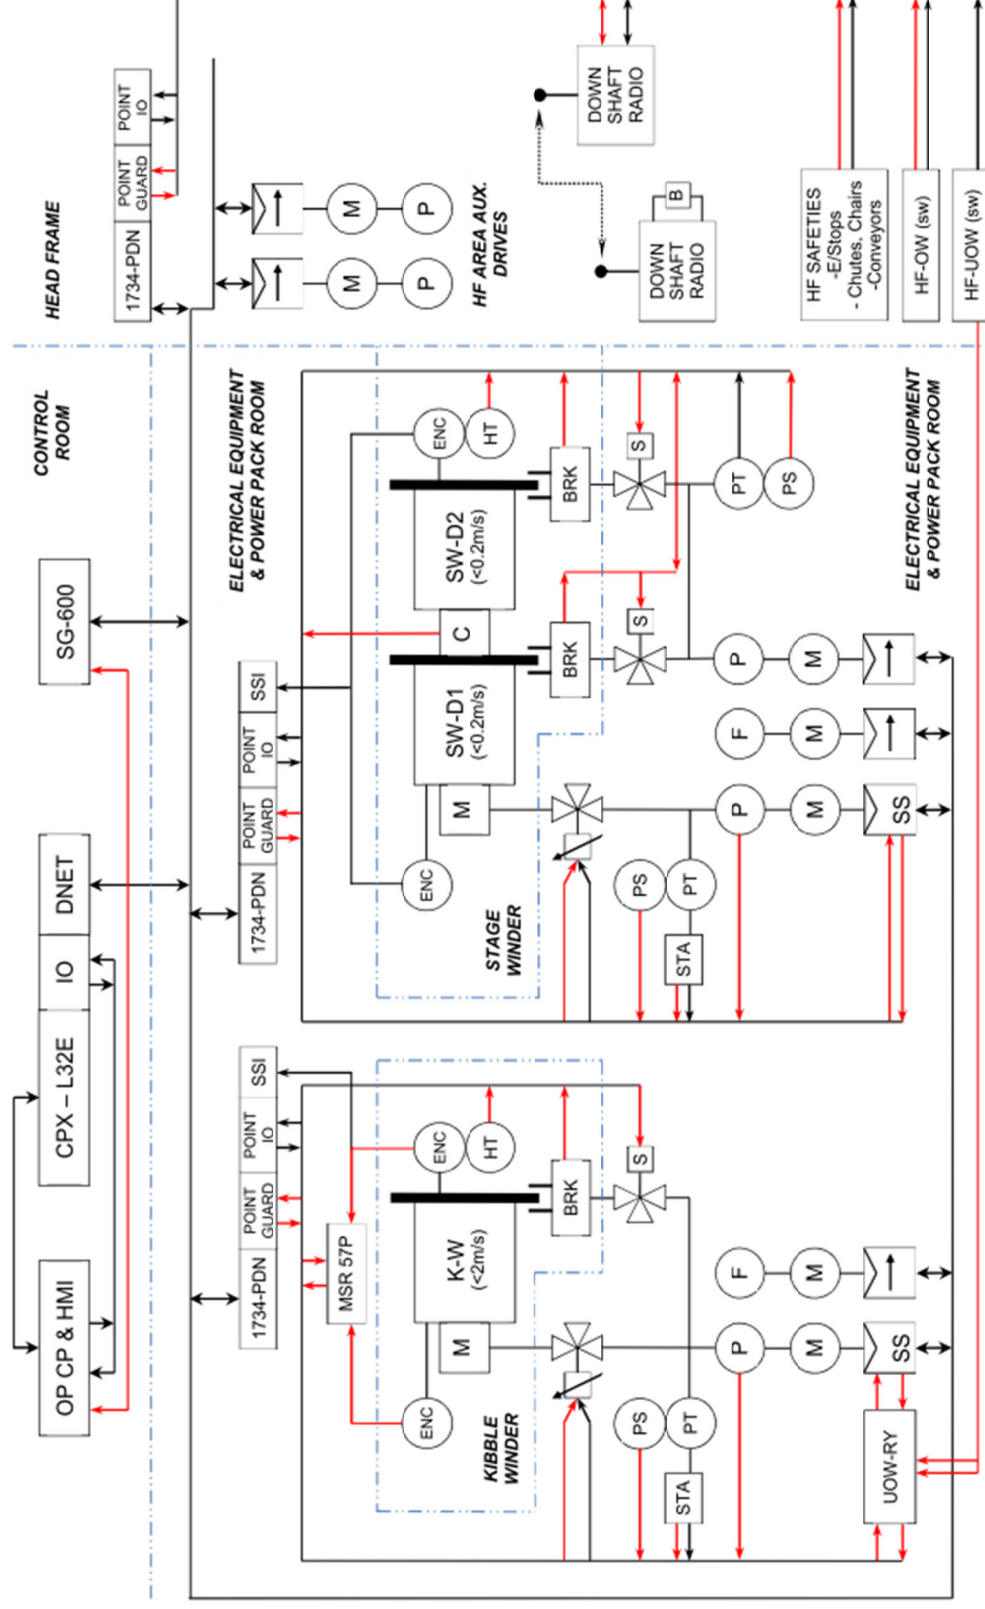 OP CP & HMI
CPX – L32E
IO
DNET
SG-600
CONTROL
ROOM
HEAD FRAME
1734-PDN
POINT
GUARD
POINT
IO
1734-PDN
POINT
GUARD
POINT
IO
SSI
MSR 57P
1734-PDN
POINT
GUARD
POINT
IO
SSI
ELECTRICAL EQUIPMENT
& POWER PACK ROOM
M
P
M
P
HF AREA AUX.
DRIVES
ENC
M
K-W
(<2m/s)
ENC
HT
BRK
S
KIBBLE
WINDER
ENC
M
SW-D1
(<0.2m/s)
C
SW-D2
(<0.2m/s)
ENC
HT
BRK
S
BRK
S
STAGE
WINDER
DOWN
SHAFT
RADIO
B
DOWN
SHAFT
RADIO
STA
PS
PT
P
M
SS
F
M
UOW-RY
STA
PS
PT
P
M
SS
F
M
P
M
PT
PS
ELECTRICAL EQUIPMENT
& POWER PACK ROOM
HF SAFETIES
-E/Stops
- Chutes, Chairs
-Conveyors
HF-OW (sw)
HF-UOW (sw)